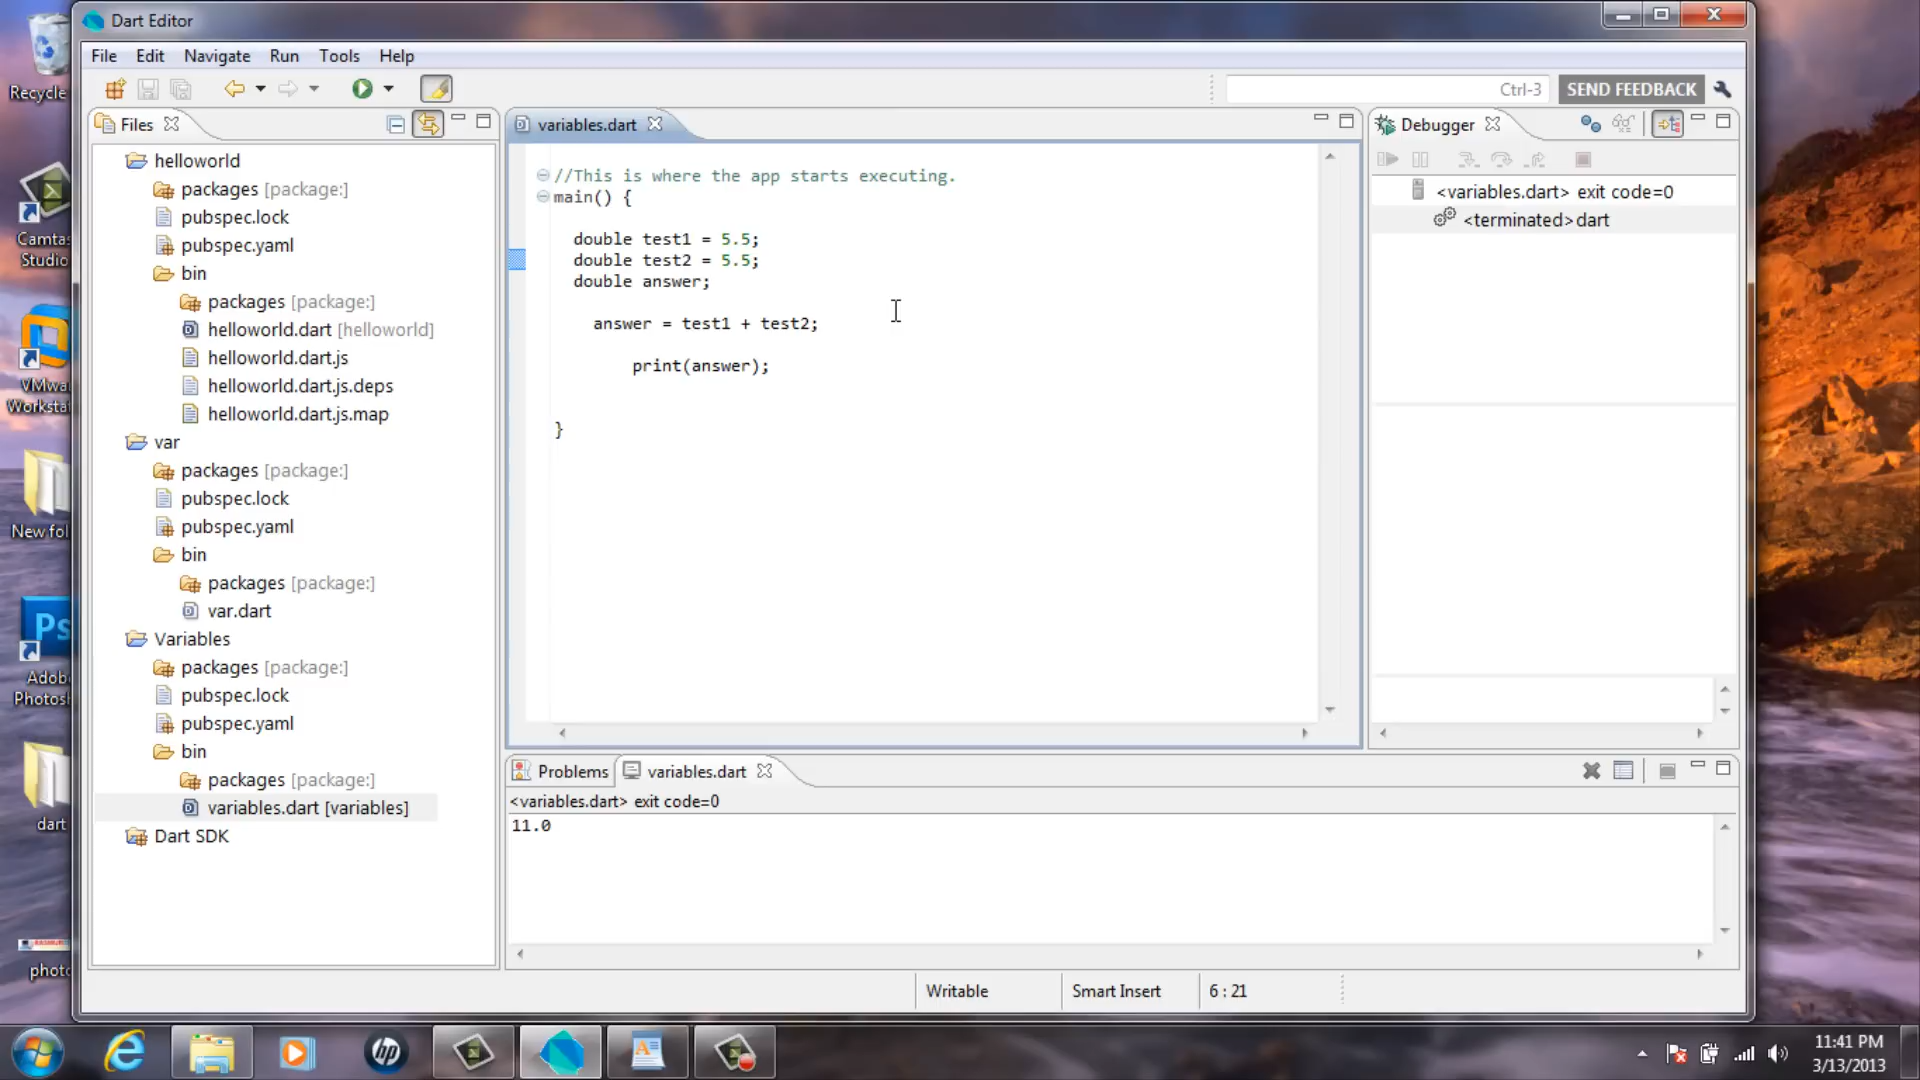 Dart Editor
File Edit Navigate Run Tools Help
Ctrl-3 SEND FEEDBACK
Files
helloworld
packages [package:]
pubspec.lock
pubspec.yaml
bin
packages [package:]
helloworld.dart [helloworld]
helloworld.dart.js
helloworld.dart.js.deps
helloworld.dart.js.map
var
packages [package:]
pubspec.lock
pubspec.yaml
bin
packages [package:]
var.dart
Variables
packages [package:]
pubspec.lock
pubspec.yaml
bin
packages [package:]
variables.dart [variables]
Dart SDK
variables.dart
//This is where the app starts executing.
main() {
double test1 = 5.5;
double test2 = 5.5;
double answer;
answer = test1 + test2;
print(answer);
}
Debugger
<variables.dart> exit code=0
<terminated>dart
Problems variables.dart
<variables.dart> exit code=0
11.0
Writable Smart Insert 6 : 21
Recycle
Camtas
Studio
VMwa
Worksta
New fol
Ps
Adob
Photosh
dart
photo
hp
11:41 PM
3/13/2013